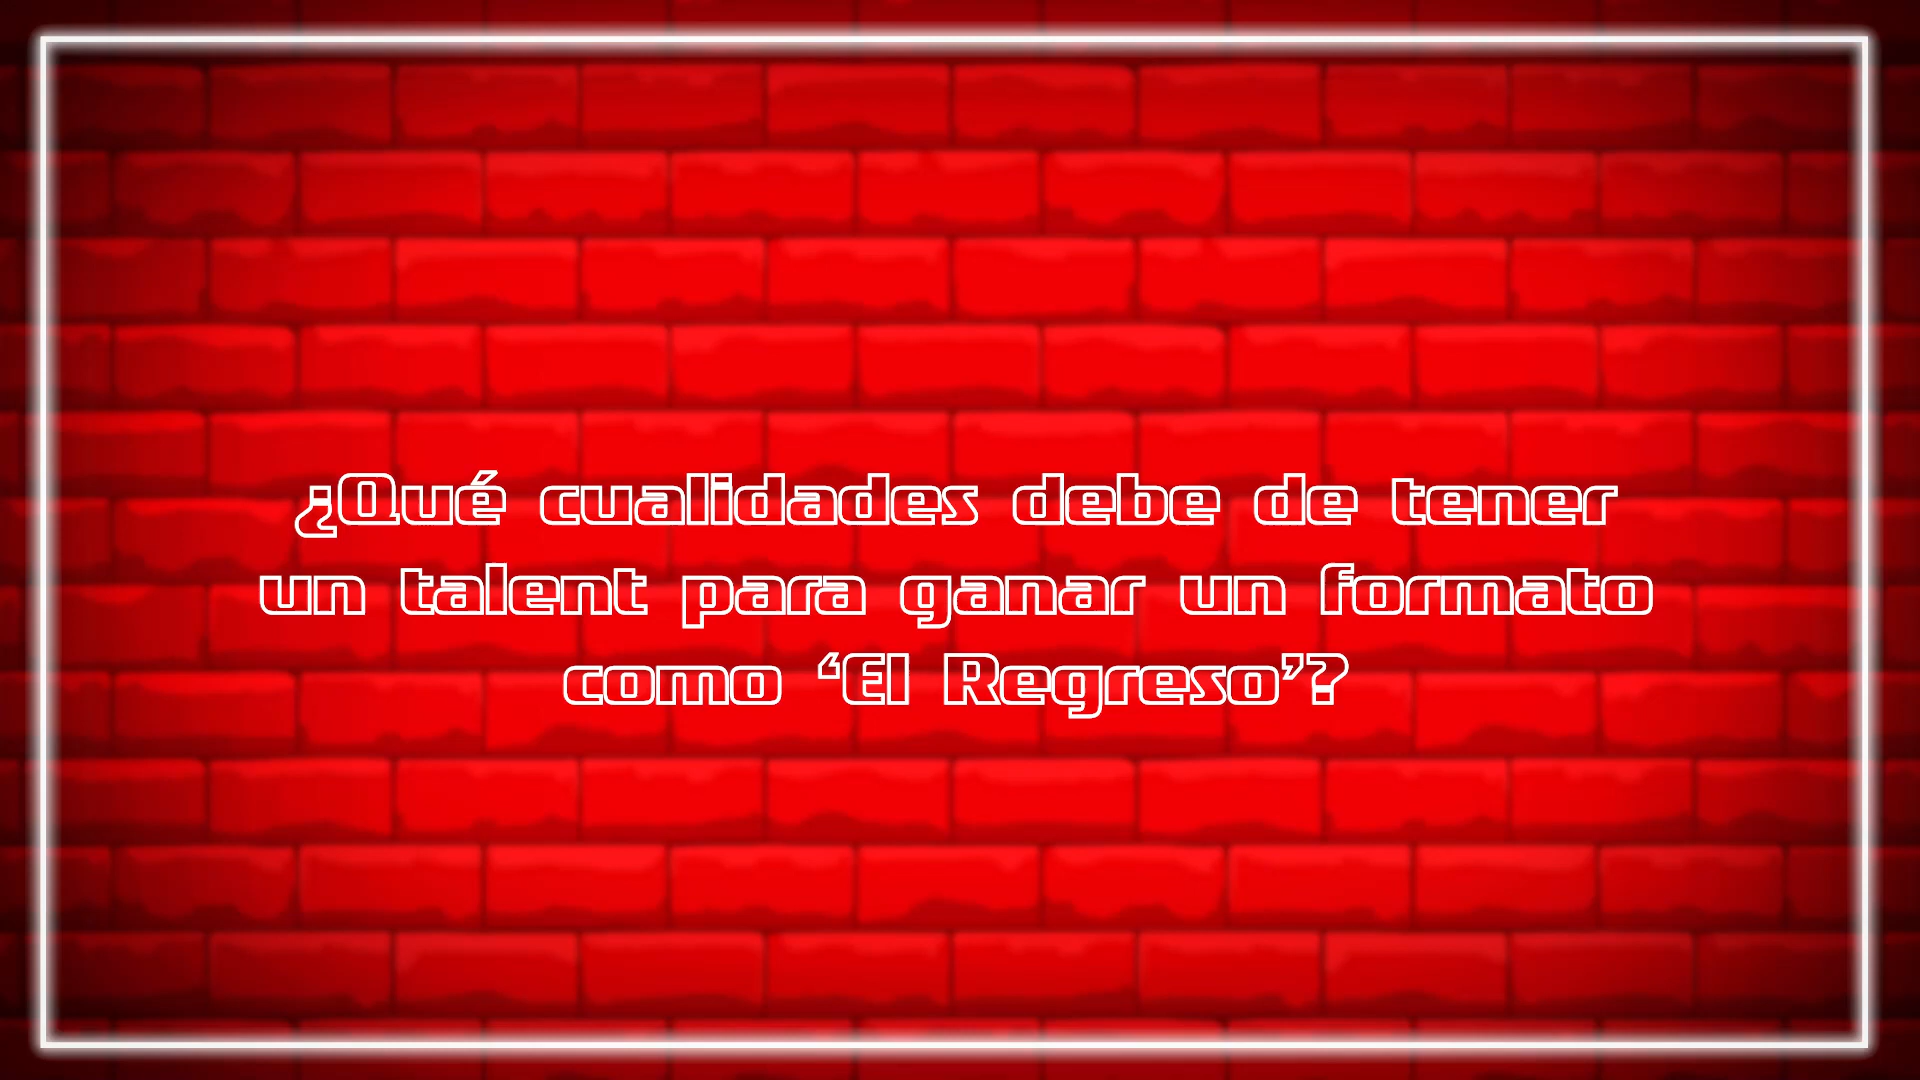 ¿Qué cualidades debe de tener
un talent para ganar un formato
como ‘El Regreso’?